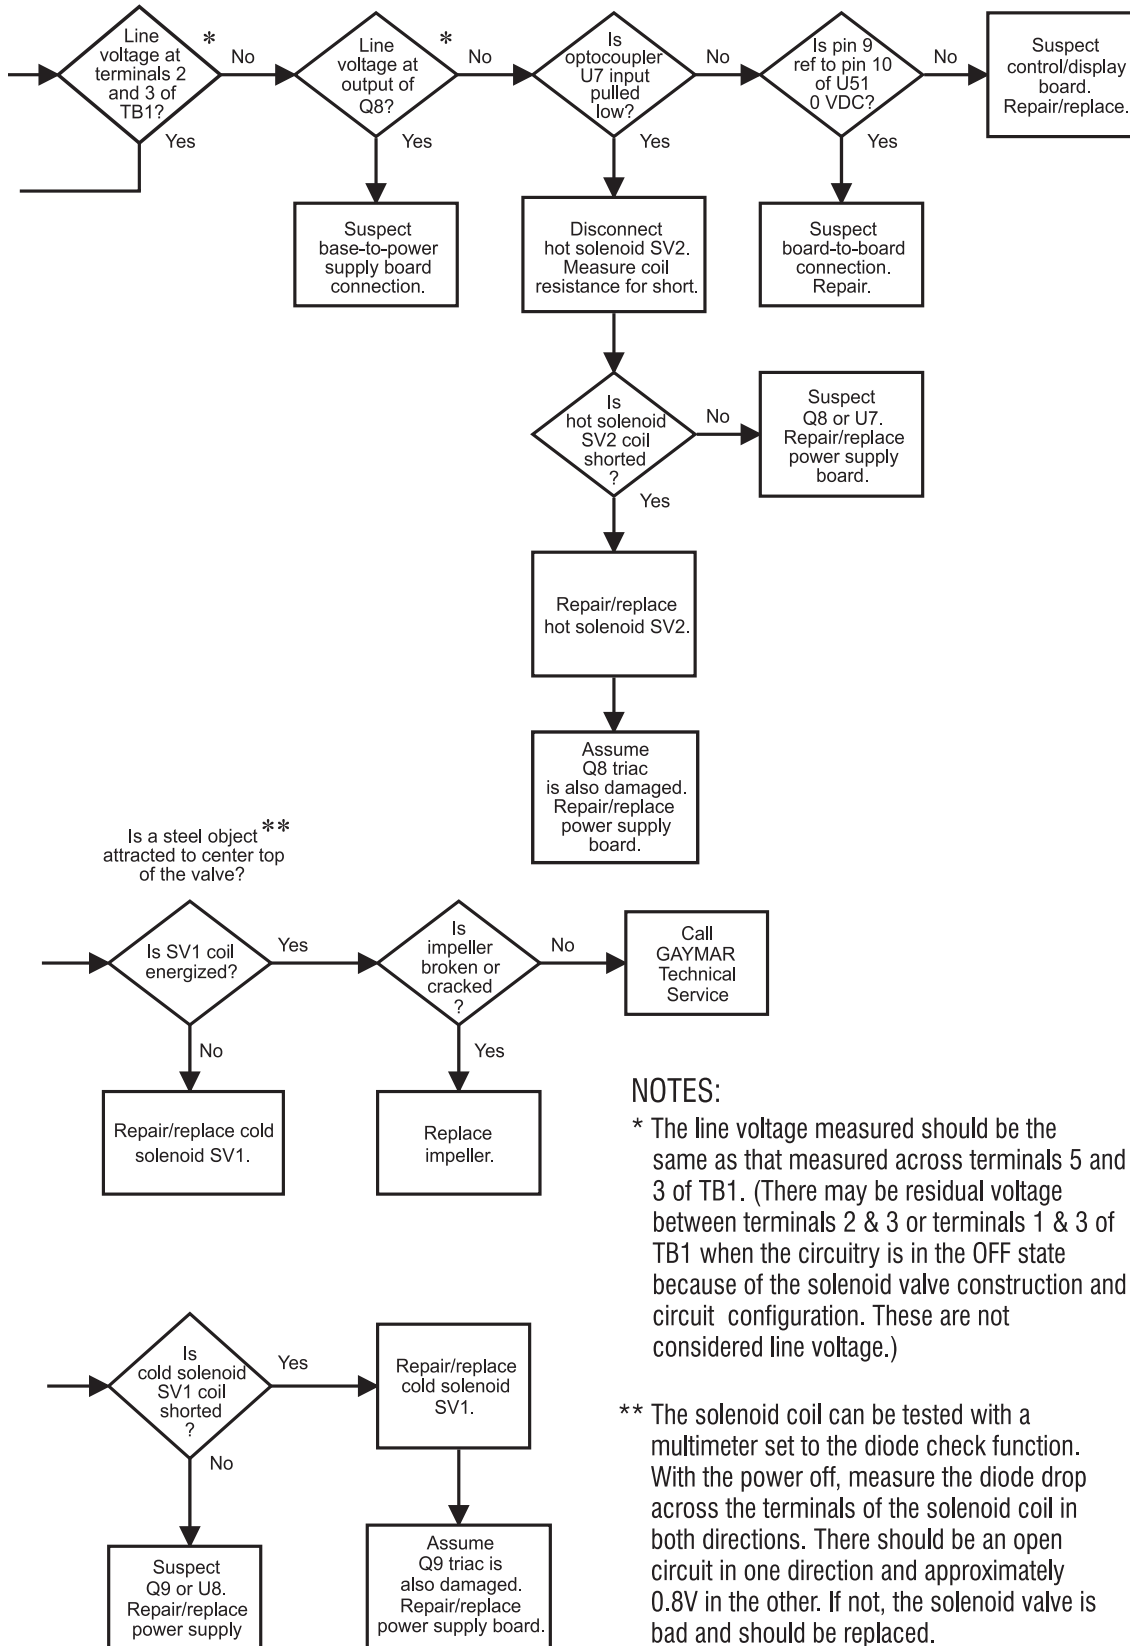 Line
voltage at
terminals 2
and 3 of
TB1?
*
No
Yes
Line
voltage at
output of
Q8?
*
No
Yes
Is
optocoupler
U7 input
pulled
low?
No
Yes
Is pin 9
ref to pin 10
of U51
0 VDC?
No
Yes
Suspect
control/display
board.
Repair/replace.
Suspect
base-to-power
supply board
connection.
Disconnect
hot solenoid SV2.
Measure coil
resistance for short.
Suspect
board-to-board
connection.
Repair.
Is
hot solenoid
SV2 coil
shorted
?
No
Yes
Suspect
Q8 or U7.
Repair/replace
power supply
board.
Repair/replace
hot solenoid SV2.
Assume
Q8 triac
is also damaged.
Repair/replace
power supply
board.
Is a steel object **
attracted to center top
of the valve?
Is SV1 coil
energized?
Yes
No
Is
impeller
broken or
cracked
?
No
Yes
Call
GAYMAR
Technical
Service
Repair/replace cold
solenoid SV1.
Replace
impeller.
Is
cold solenoid
SV1 coil
shorted
?
Yes
No
Repair/replace
cold solenoid
SV1.
Suspect
Q9 or U8.
Repair/replace
power supply
Assume
Q9 triac is
also damaged.
Repair/replace
power supply board.
NOTES:
* The line voltage measured should be the
same as that measured across terminals 5 and
3 of TB1. (There may be residual voltage
between terminals 2 & 3 or terminals 1 & 3 of
TB1 when the circuitry is in the OFF state
because of the solenoid valve construction and
circuit configuration. These are not
considered line voltage.)
** The solenoid coil can be tested with a
multimeter set to the diode check function.
With the power off, measure the diode drop
across the terminals of the solenoid coil in
both directions. There should be an open
circuit in one direction and approximately
0.8V in the other. If not, the solenoid valve is
bad and should be replaced.